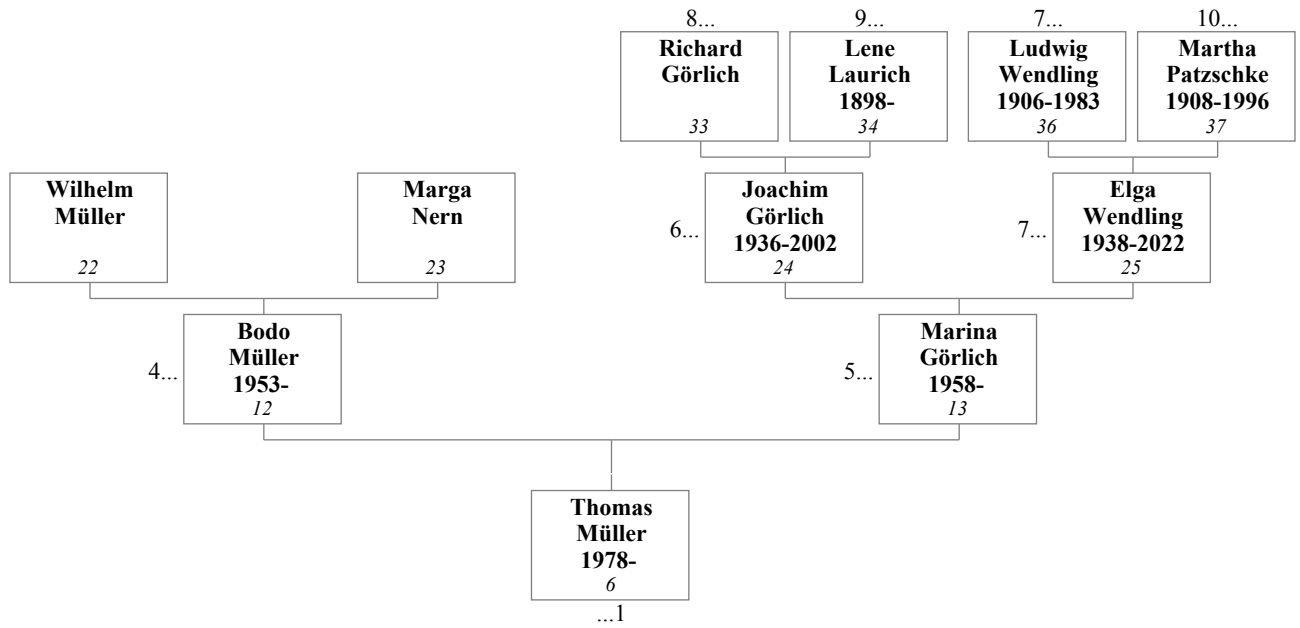 8...
9...
7...
10...
Richard
Görlich
33
Lene
Laurich
1898-
34
Ludwig
Wendling
1906-1983
36
Martha
Patzschke
1908-1996
37
Wilhelm
Müller
22
Marga
Nern
23
6...
Joachim
Görlich
1936-2002
24
7...
Elga
Wendling
1938-2022
25
4...
Bodo
Müller
1953-
12
5...
Marina
Görlich
1958-
13
Thomas
Müller
1978-
6
...1